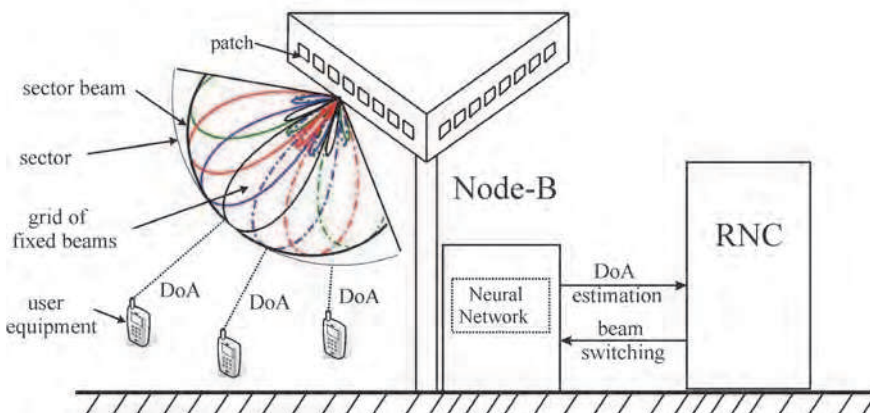 patch
sector beam
sector
grid of
fixed beams
user
equipment
DoA
DoA
DoA
Node-B
Neural
Network
DoA
estimation
beam
switching
RNC